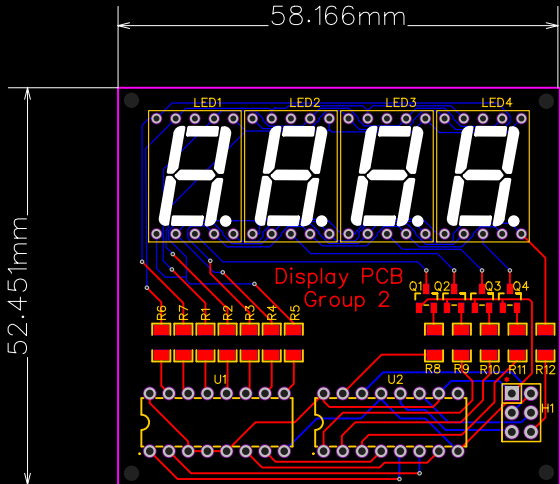 58.166mm
52.451mm
LED1 LED2 LED3 LED4
Display PCB
Group 2
Q1 Q2 Q3 Q4
R6 R7 R1 R2 R3 R4 R5
R8 R9 R10 R11 R12
U1 U2
H1